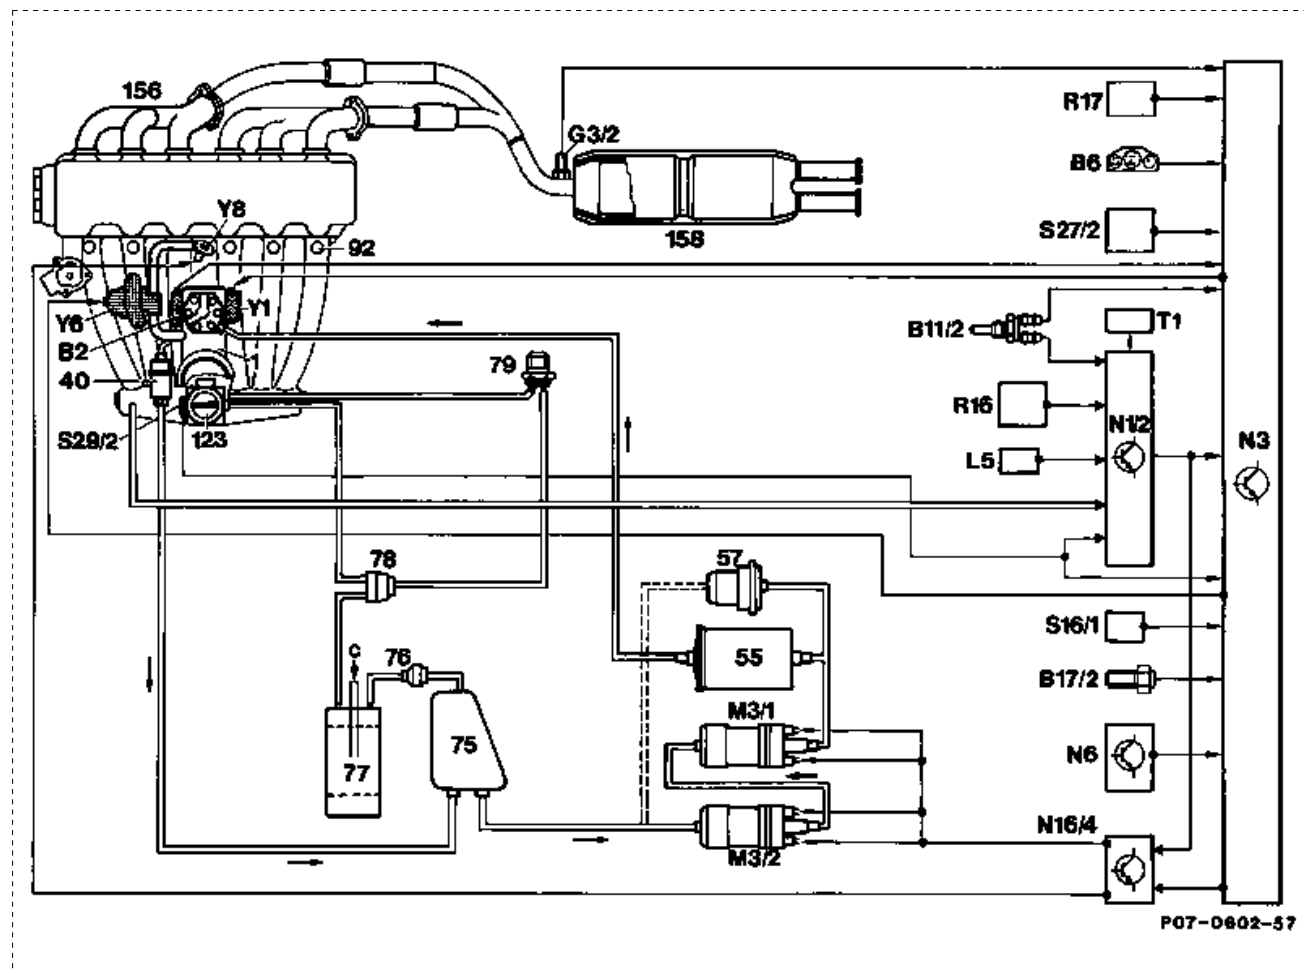 156
R17
G3/2
B6
Y8
S27/2
158
92
Y6
Y1
B11/2
T1
B2
1
79
40
R16
N1/2
S29/2
123
N3
L5
78
57
S16/1
C
76
55
B17/2
M3/1
75
77
N6
N16/4
M3/2
P07-0602-57